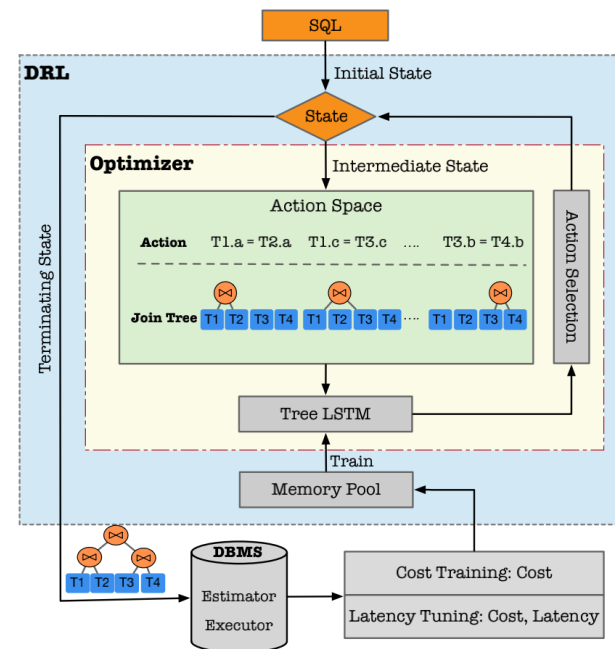 SQL
DRL
Initial State
State
Optimizer
Intermediate State
Action Space
Action T1.a = T2.a T1.c = T3.c .... T3.b = T4.b
Join Tree T1 T2 T3 T4 T1 T2 T3 T4 .... T1 T2 T3 T4
Action Selection
Terminating State
Tree LSTM
Train
Memory Pool
T1 T2 T3 T4
DBMS
Estimator
Executor
Cost Training: Cost
Latency Tuning: Cost, Latency